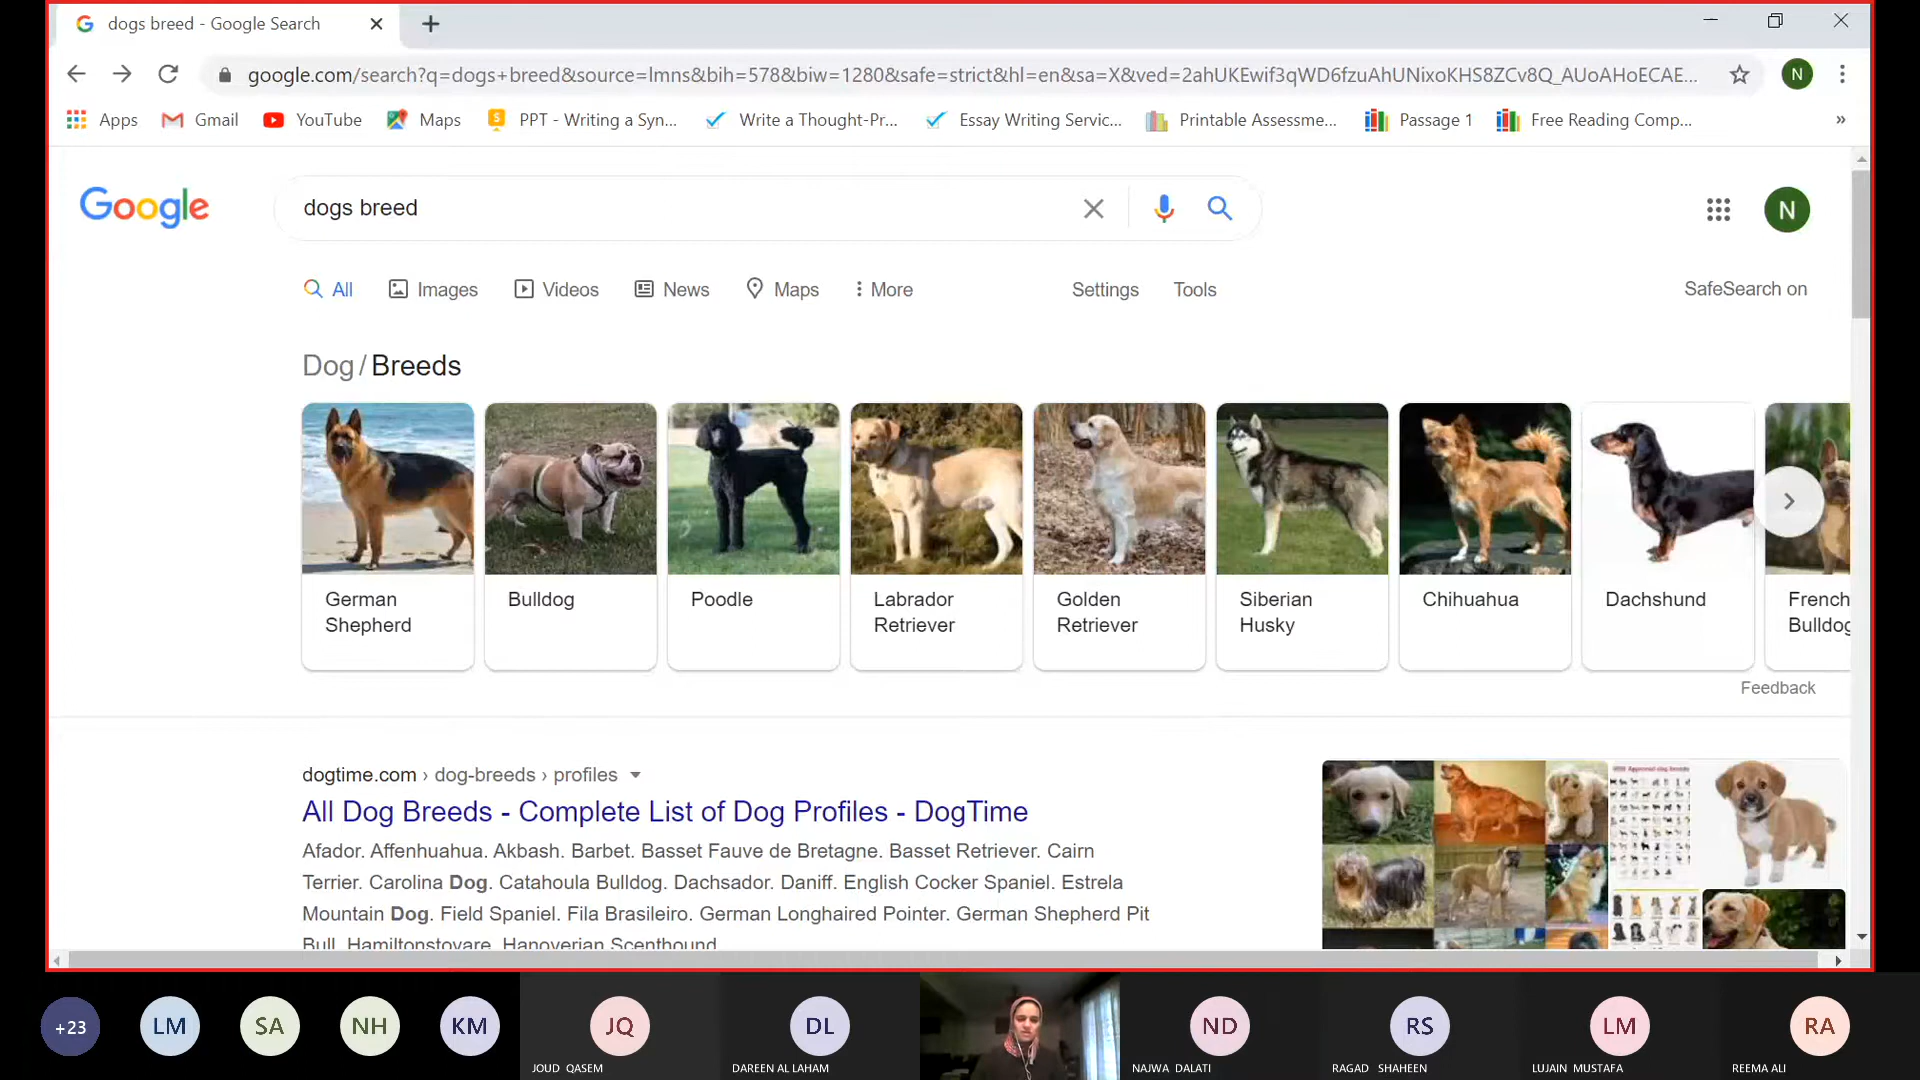 dogs breed - Google Search
google.com/search?q=dogs+breed&source=lmns&bih=578&biw=1280&safe=strict&hl=en&sa=X&ved=2ahUKEwif3qWD6fzuAhUNixoKHS8ZCv8Q_AUoAHoECAE...
N
Apps Gmail YouTube Maps PPT - Writing a Syn... Write a Thought-Pr... Essay Writing Servic... Printable Assessme... Passage 1 Free Reading Comp... »
Google
dogs breed
N
All Images Videos News Maps More Settings Tools SafeSearch on
Dog / Breeds
German Shepherd
Bulldog
Poodle
Labrador Retriever
Golden Retriever
Siberian Husky
Chihuahua
Dachshund
French Bulldog
Feedback
dogtime.com › dog-breeds › profiles
All Dog Breeds - Complete List of Dog Profiles - DogTime
Afador. Affenhuahua. Akbash. Barbet. Basset Fauve de Bretagne. Basset Retriever. Cairn
Terrier. Carolina Dog. Catahoula Bulldog. Dachsador. Daniff. English Cocker Spaniel. Estrela
Mountain Dog. Field Spaniel. Fila Brasileiro. German Longhaired Pointer. German Shepherd Pit
Bull. Hamiltonstovare. Hanoverian Scenthound.
+23 LM SA NH KM JQ DL ND RS LM RA
JOUD QASEM DAREEN AL LAHAM NAJWA DALATI RAGAD SHAHEEN LUJAIN MUSTAFA REEMA ALI